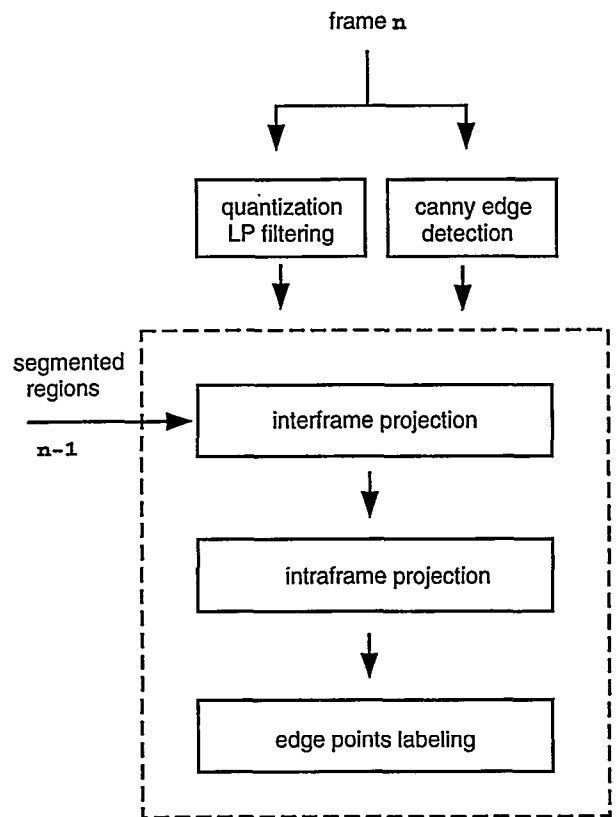 frame n
quantization
LP filtering
canny edge
detection
segmented
regions
n-1
interframe projection
intraframe projection
edge points labeling